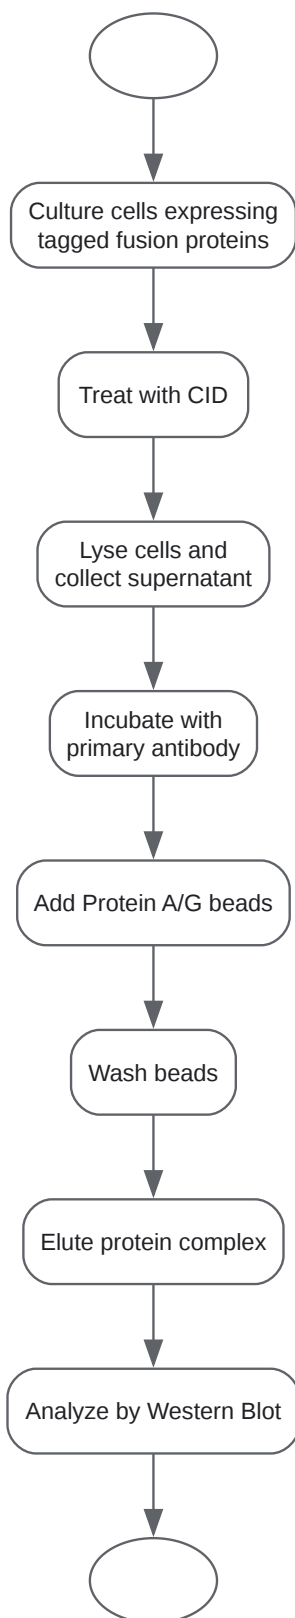 Culture cells expressing
tagged fusion proteins
Treat with CID
Lyse cells and
collect supernatant
Incubate with
primary antibody
Add Protein A/G beads
Wash beads
Elute protein complex
Analyze by Western Blot